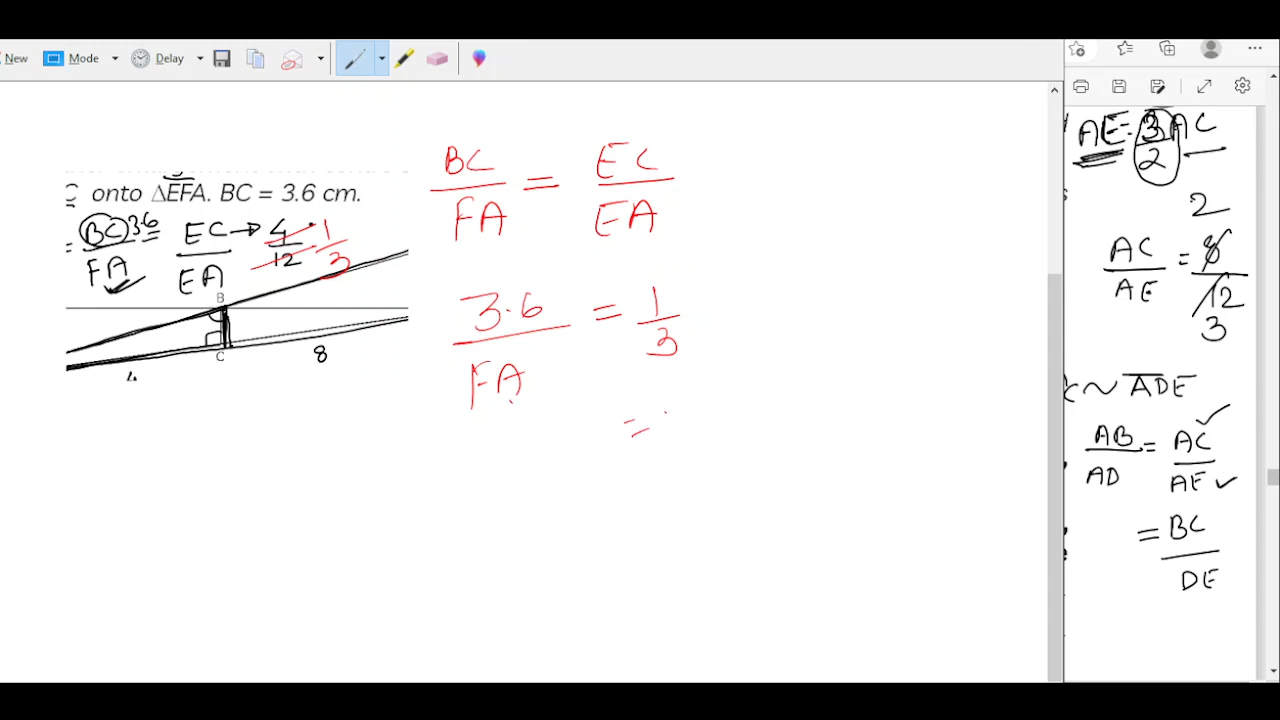 New Mode Delay
AE = 3/2 AC
C onto △EFA. BC = 3.6 cm.
= BC 3.6 / FA
EC / EA → 4/12 1/3
B
C
4
8
BC / FA = EC / EA
3.6 / FA = 1 / 3
=
2
AC / AE = 8 / 12
3
C ~ ADE
AB / AD = AC ✓ / AE ✓
= BC / DE